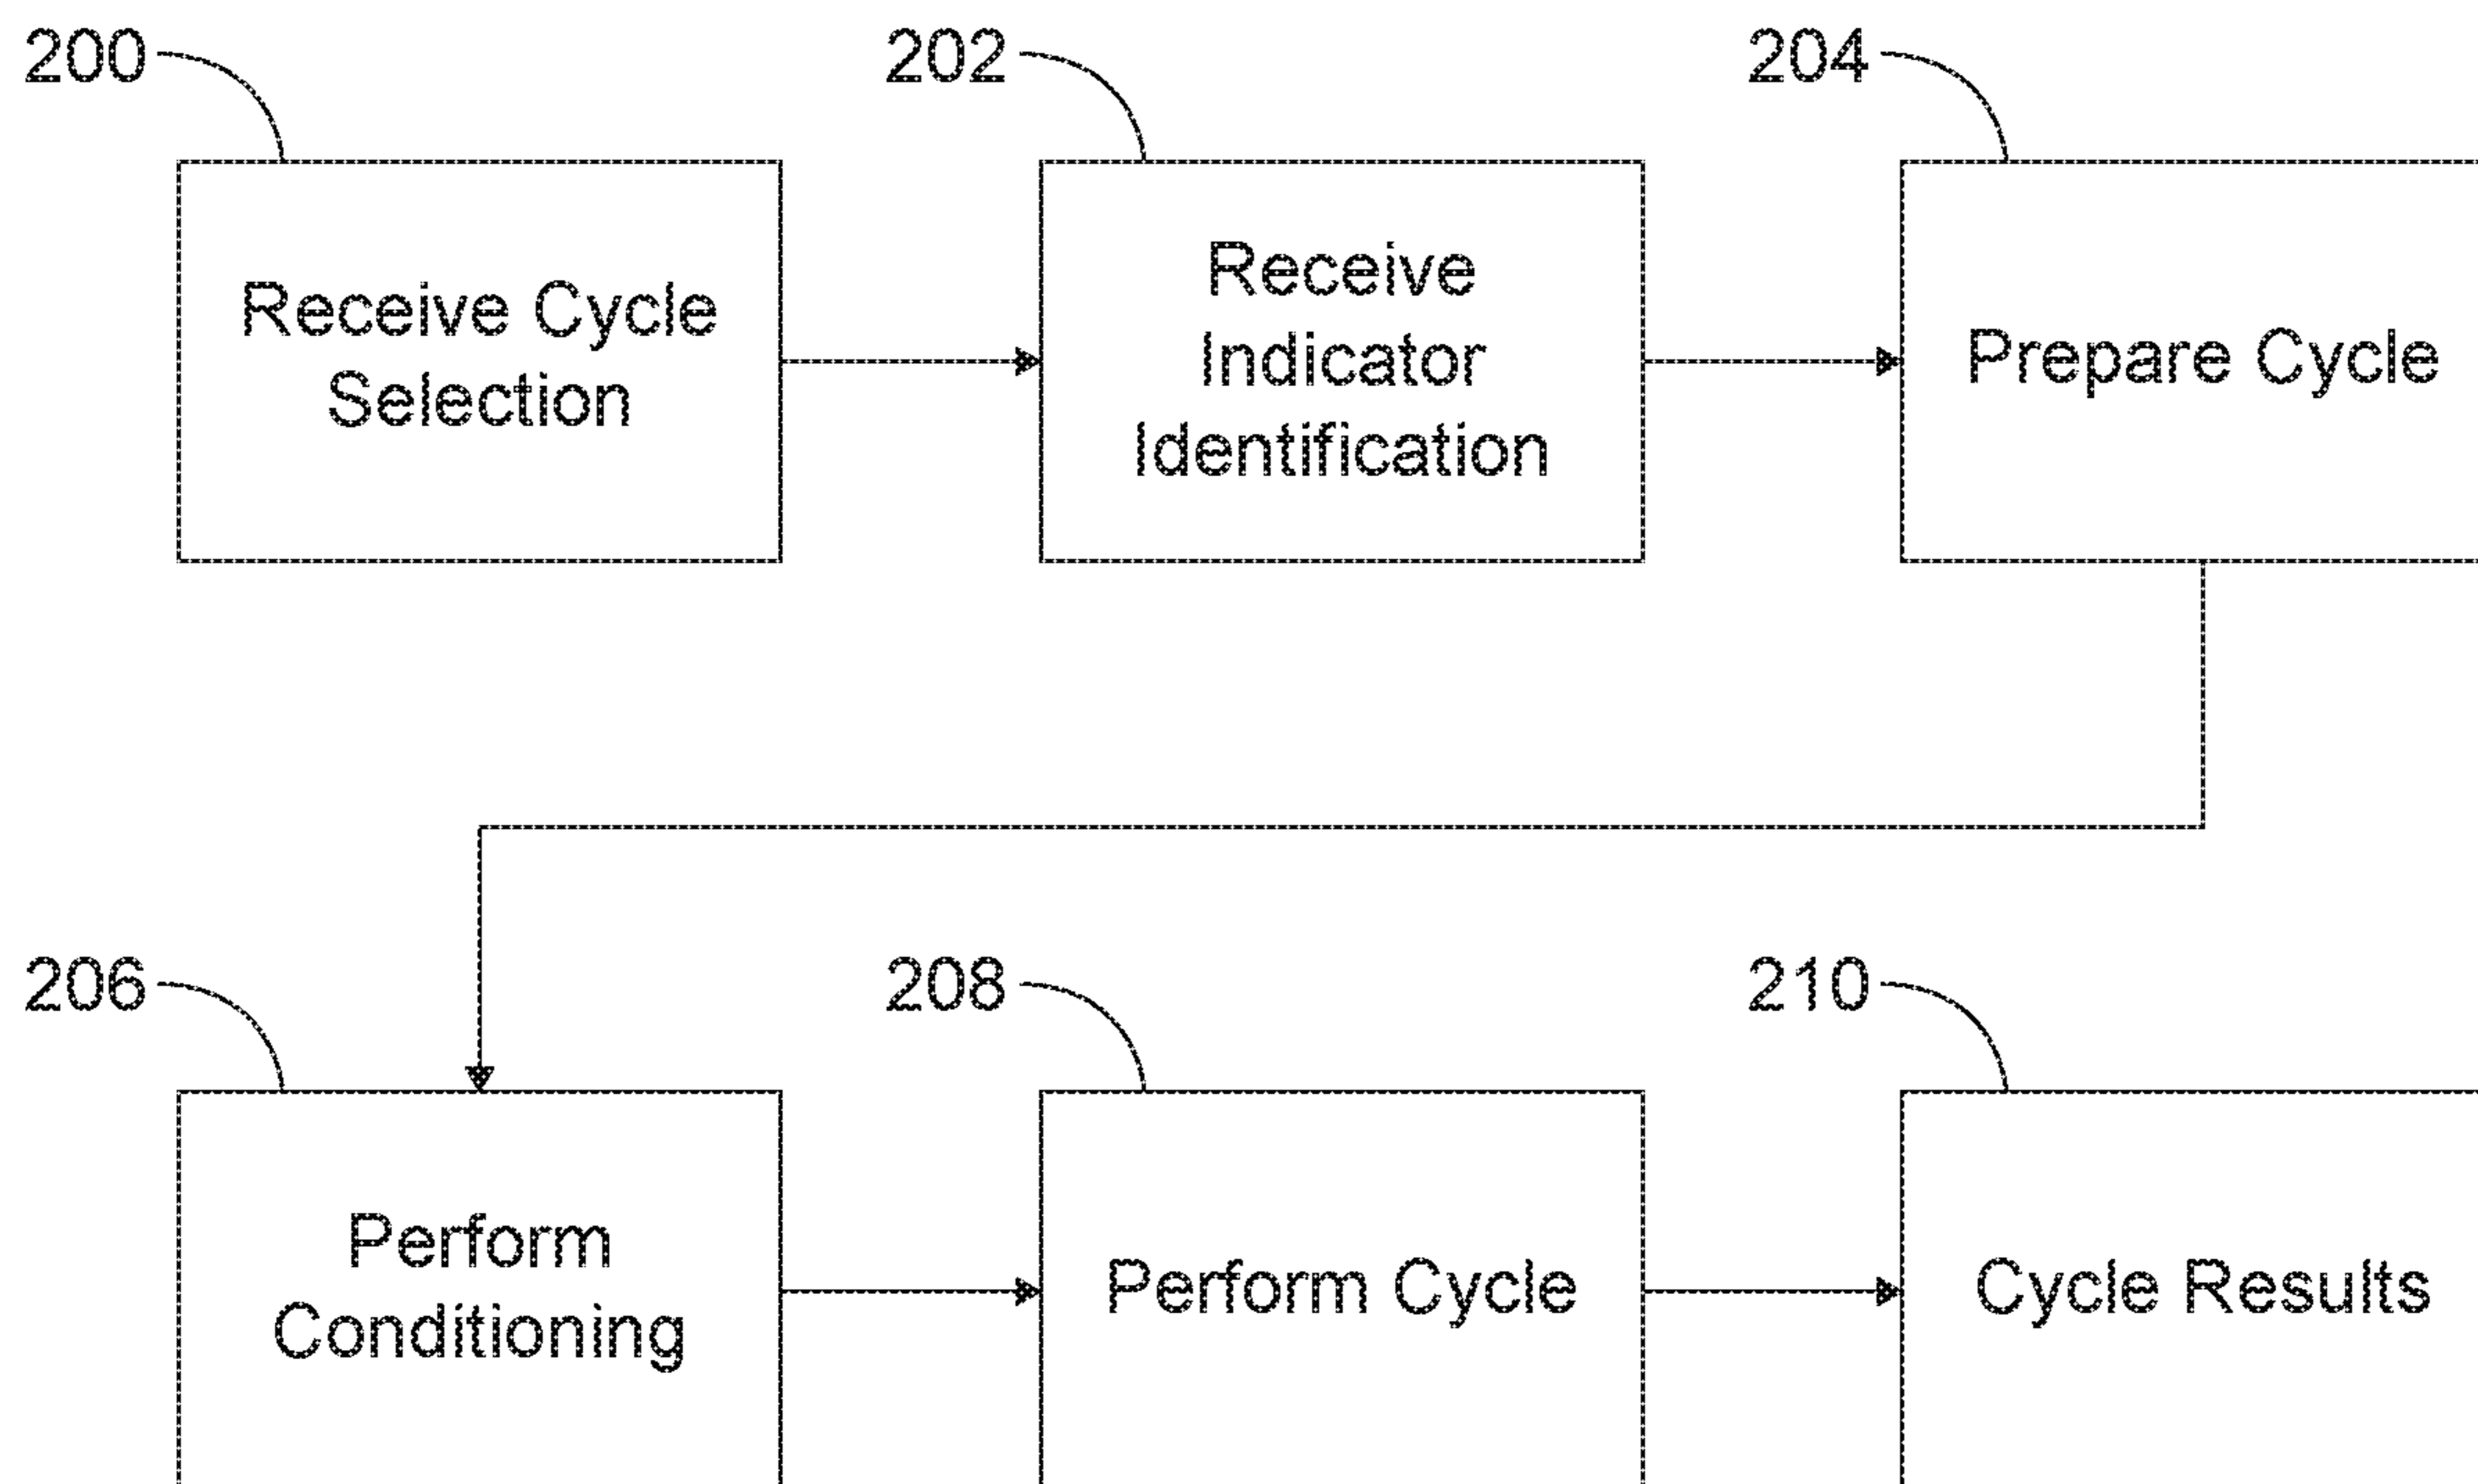 200
202
204
Receive Cycle
Selection
Receive
Indicator
Identification
Prepare Cycle
206
208
210
Perform
Conditioning
Perform Cycle
Cycle Results